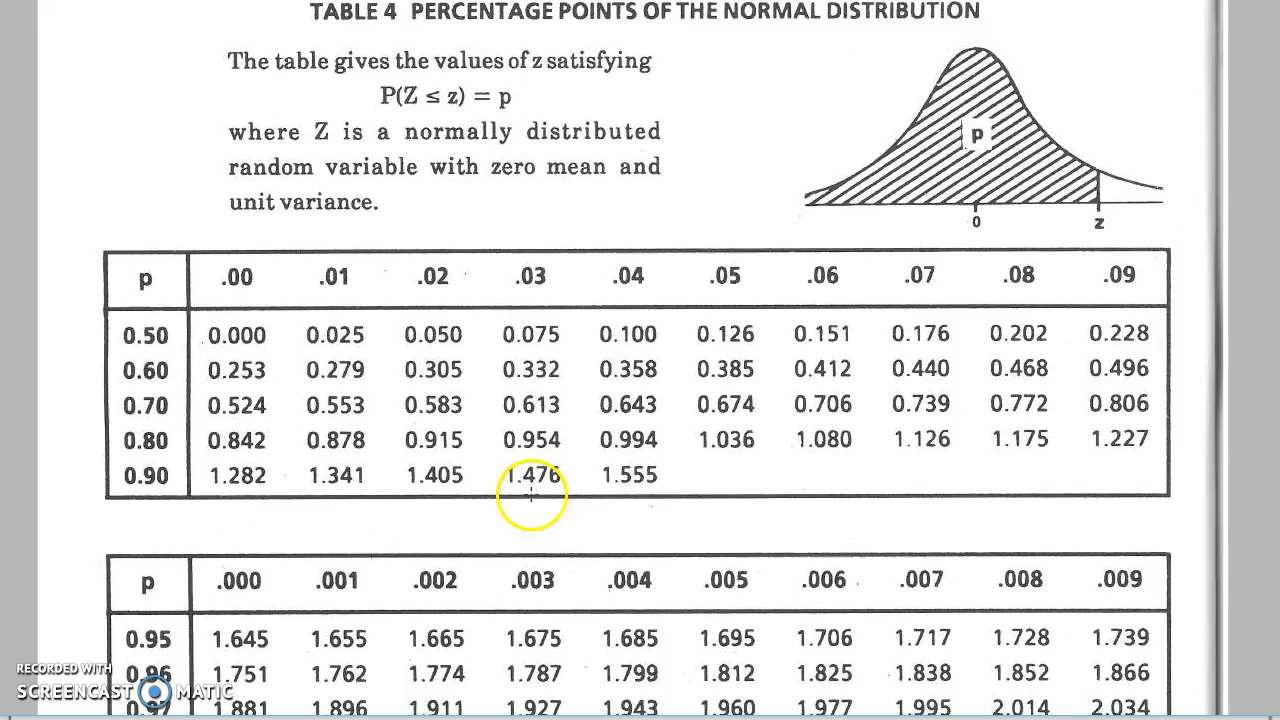 TABLE 4 PERCENTAGE POINTS OF THE NORMAL DISTRIBUTION
The table gives the values of z satisfying
P(Z ≤ z) = p
where Z is a normally distributed
random variable with zero mean and
unit variance.
p
0 z
p .00 .01 .02 .03 .04 .05 .06 .07 .08 .09
0.50 0.000 0.025 0.050 0.075 0.100 0.126 0.151 0.176 0.202 0.228
0.60 0.253 0.279 0.305 0.332 0.358 0.385 0.412 0.440 0.468 0.496
0.70 0.524 0.553 0.583 0.613 0.643 0.674 0.706 0.739 0.772 0.806
0.80 0.842 0.878 0.915 0.954 0.994 1.036 1.080 1.126 1.175 1.227
0.90 1.282 1.341 1.405 1.476 1.555
p .000 .001 .002 .003 .004 .005 .006 .007 .008 .009
0.95 1.645 1.655 1.665 1.675 1.685 1.695 1.706 1.717 1.728 1.739
0.96 1.751 1.762 1.774 1.787 1.799 1.812 1.825 1.838 1.852 1.866
0.97 1.881 1.896 1.911 1.927 1.943 1.960 1.977 1.995 2.014 2.034
RECORDED WITH
SCREENCAST MATIC